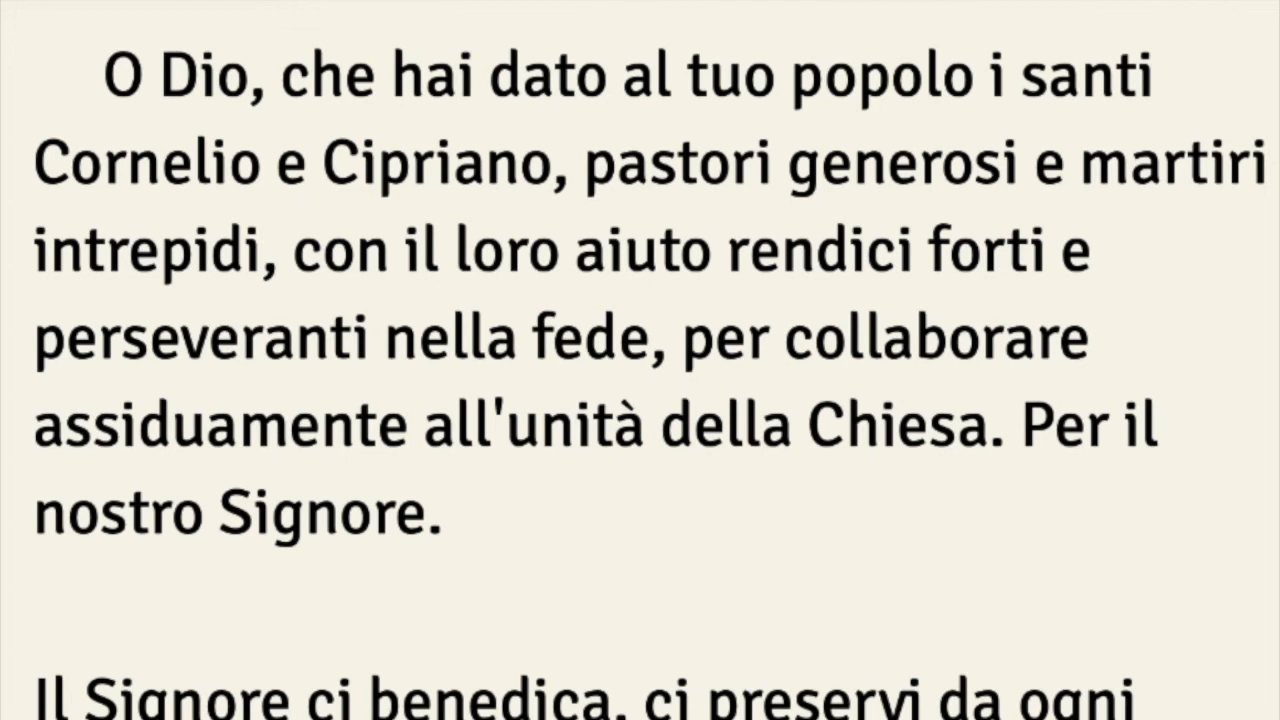 O Dio, che hai dato al tuo popolo i santi
Cornelio e Cipriano, pastori generosi e martiri
intrepidi, con il loro aiuto rendici forti e
perseveranti nella fede, per collaborare
assiduamente all'unità della Chiesa. Per il
nostro Signore.
Il Signore ci benedica, ci preservi da ogni